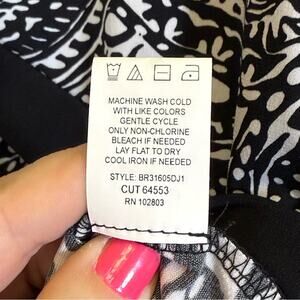 MACHINE WASH COLD
WITH LIKE COLORS
GENTLE CYCLE
ONLY NON-CHLORINE
BLEACH IF NEEDED
LAY FLAT TO DRY
COOL IRON IF NEEDED
STYLE: BR31605DJ1
CUT 64553
RN 102803